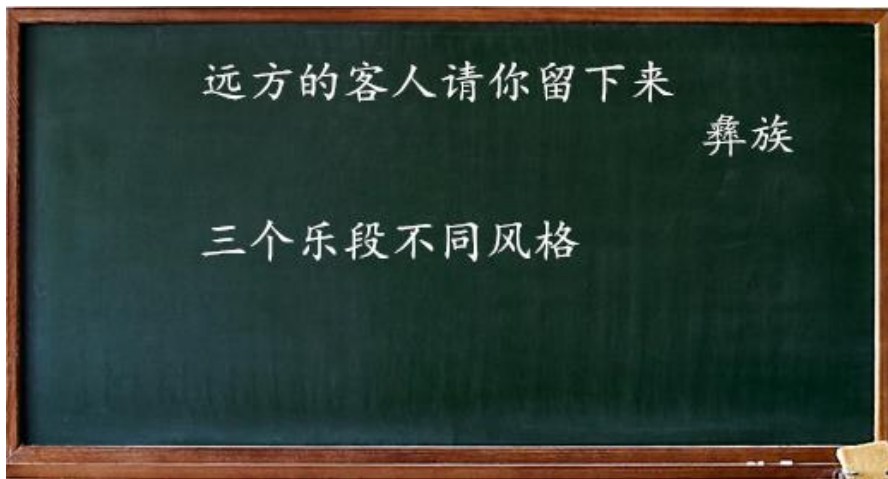 远方的客人请你留下来
彝族
三个乐段不同风格